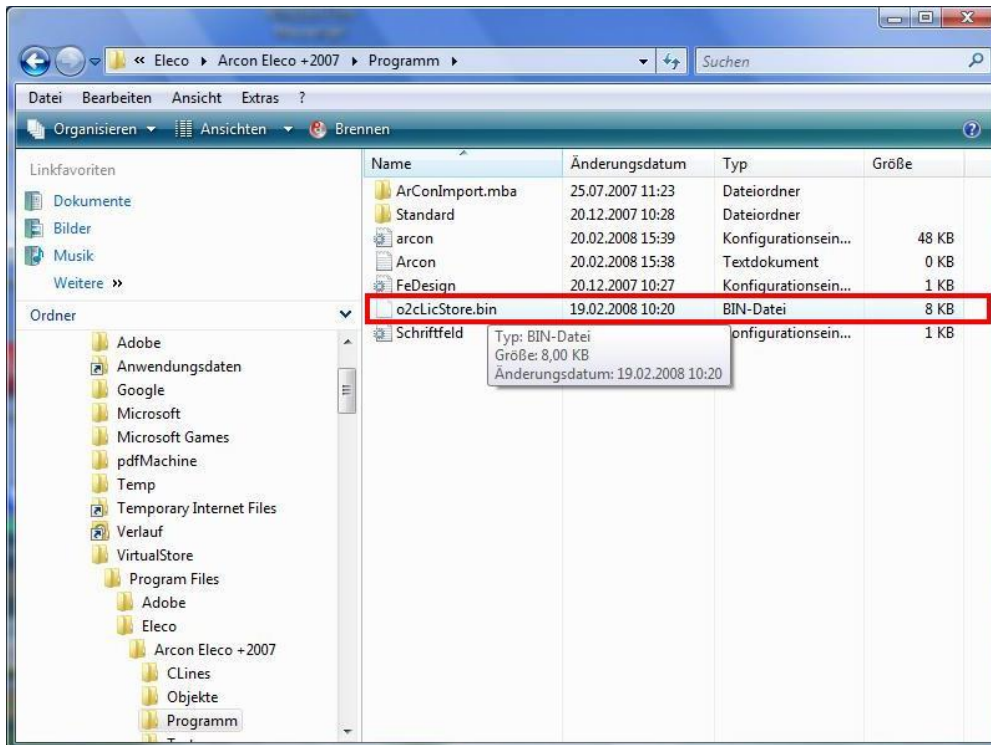 « Eleco ▸ Arcon Eleco +2007 ▸ Programm ▸ Suchen
Datei Bearbeiten Ansicht Extras ?
Organisieren Ansichten Brennen
Linkfavoriten
Dokumente
Bilder
Musik
Weitere »
Ordner
Adobe
Anwendungsdaten
Google
Microsoft
Microsoft Games
pdfMachine
Temp
Temporary Internet Files
Verlauf
VirtualStore
Program Files
Adobe
Eleco
Arcon Eleco +2007
CLines
Objekte
Programm
Name Änderungsdatum Typ Größe
ArConImport.mba 25.07.2007 11:23 Dateiordner
Standard 20.12.2007 10:28 Dateiordner
arcon 20.02.2008 15:39 Konfigurationsein... 48 KB
Arcon 20.02.2008 15:38 Textdokument 0 KB
FeDesign 20.12.2007 10:27 Konfigurationsein... 1 KB
o2cLicStore.bin 19.02.2008 10:20 BIN-Datei 8 KB
Schriftfeld onfigurationsein... 1 KB
Typ: BIN-Datei
Größe: 8,00 KB
Änderungsdatum: 19.02.2008 10:20